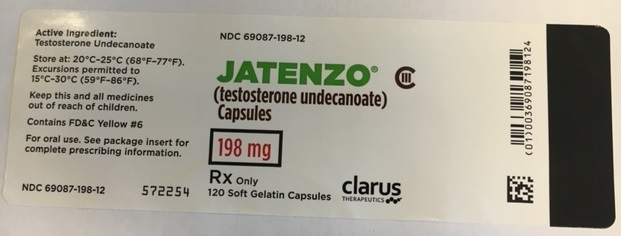 Active Ingredient:
Testosterone Undecanoate
Store at: 20°C-25°C (68°F-77°F).
Excursions permitted to
15°C-30°C (59°F-86°F).
Keep this and all medicines
out of reach of children.
Contains FD&C Yellow #6
For oral use. See package insert for
complete prescribing information.
NDC 69087-198-12
572254
NDC 69087-198-12
JATENZO® CIII
(testosterone undecanoate)
Capsules
198 mg
Rx Only
120 Soft Gelatin Capsules
clarus
THERAPEUTICS
(01)00369087198124